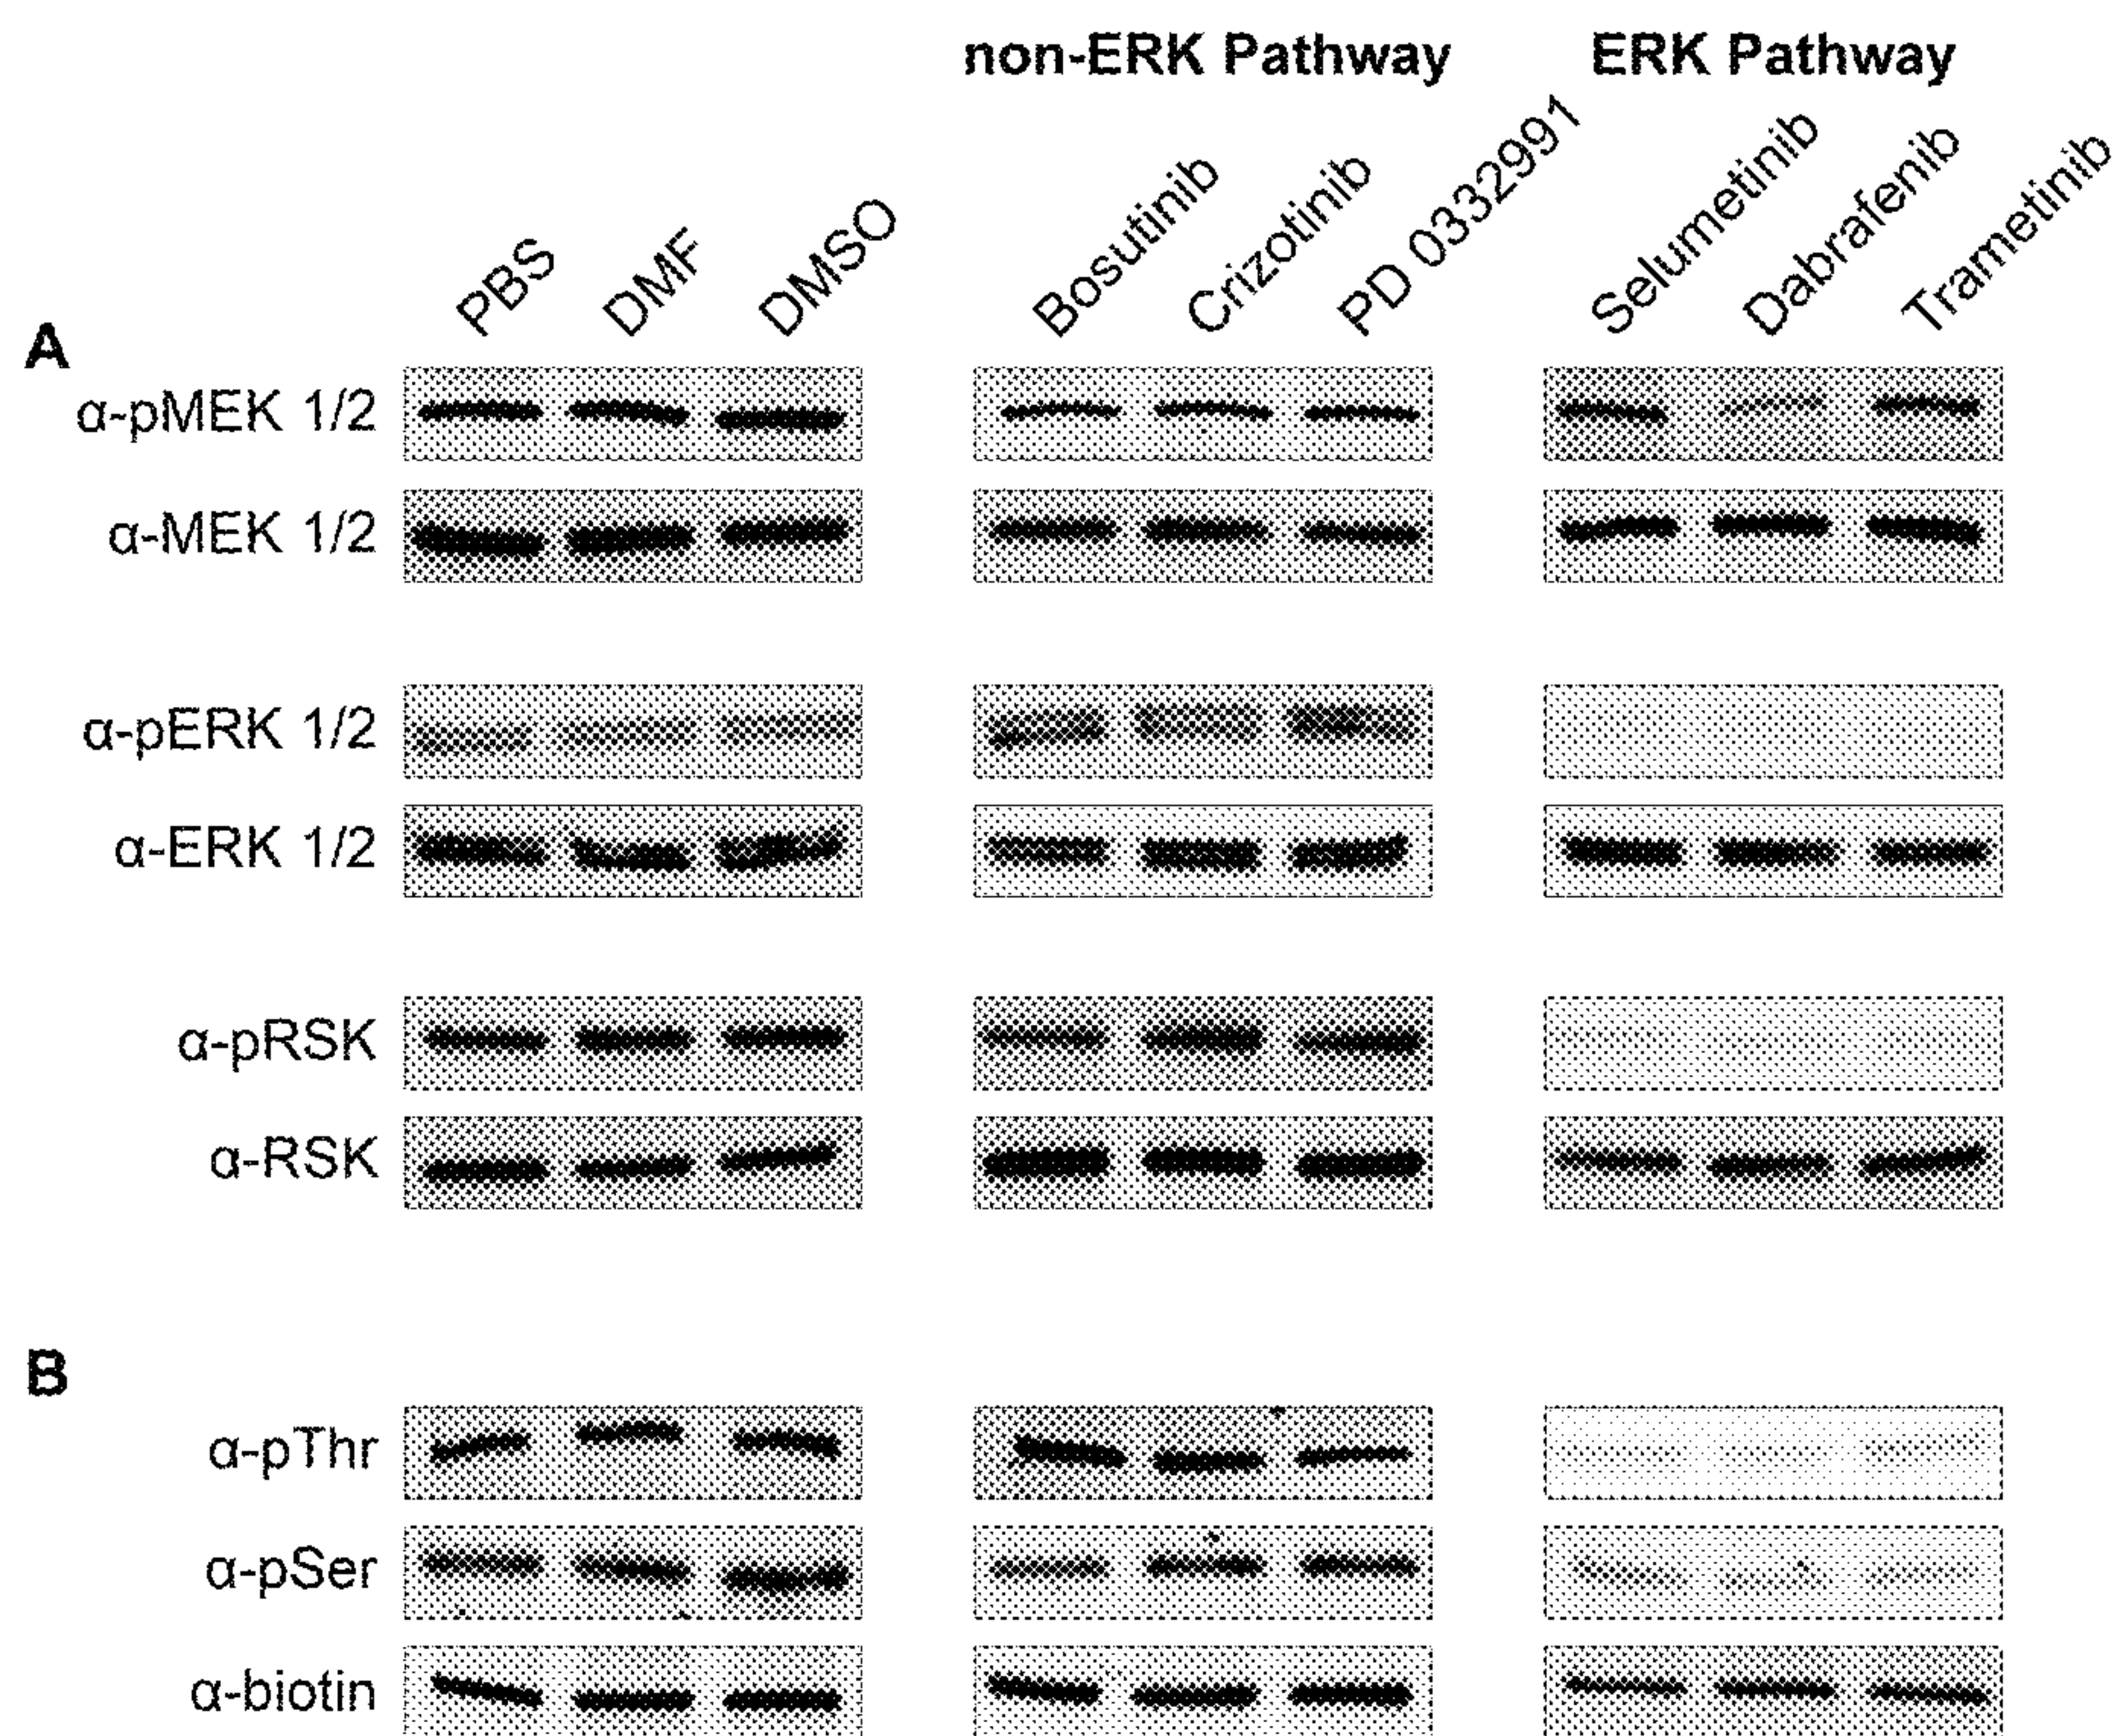 non-ERK Pathway ERK Pathway
PBS DMF DMSO Bosutinib Crizotinib PD 0332991 Selumetinib Dabrafenib Trametinib
A
α-pMEK 1/2
α-MEK 1/2
α-pERK 1/2
α-ERK 1/2
α-pRSK
α-RSK
B
α-pThr
α-pSer
α-biotin